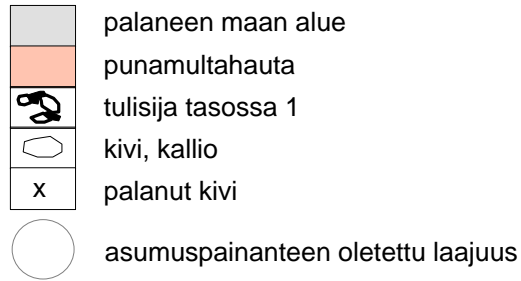 palaneen maan alue
punamultahauta
tulisija tasossa 1
kivi, kallio
x palanut kivi
asumuspainanteen oletettu laajuus